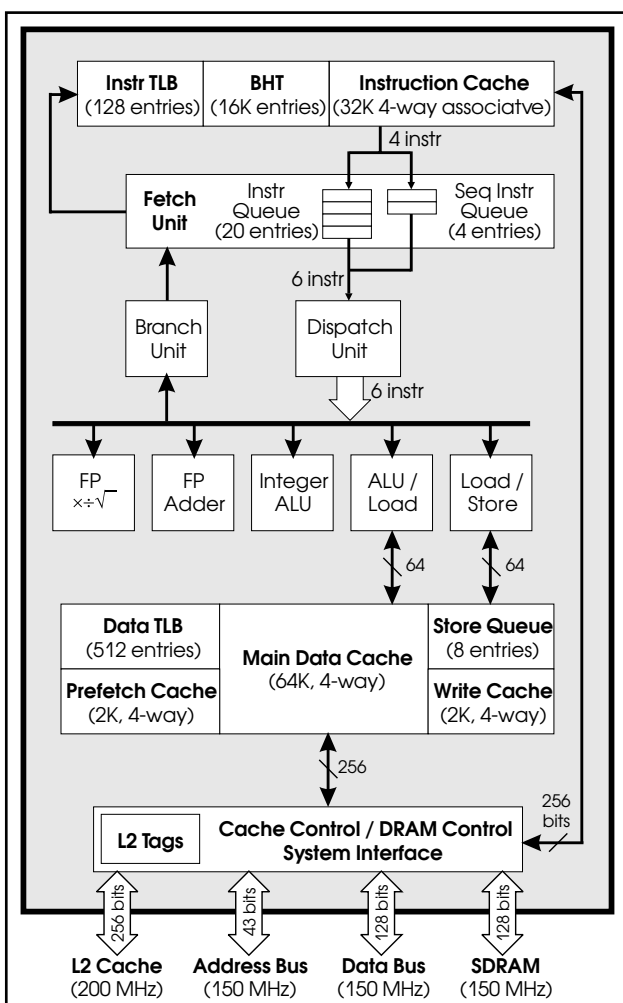 Instr TLB
(128 entries)
BHT
(16K entries)
Instruction Cache
(32K 4-way associatve)
4 instr
Fetch
Unit
Instr
Queue
(20 entries)
Seq Instr
Queue
(4 entries)
6 instr
Branch
Unit
Dispatch
Unit
6 instr
FP
×÷√
FP
Adder
Integer
ALU
ALU /
Load
Load /
Store
64
64
Data TLB
(512 entries)
Prefetch Cache
(2K, 4-way)
Main Data Cache
(64K, 4-way)
Store Queue
(8 entries)
Write Cache
(2K, 4-way)
256
256
bits
L2 Tags
Cache Control / DRAM Control
System Interface
256 bits
43 bits
128 bits
128 bits
L2 Cache
(200 MHz)
Address Bus
(150 MHz)
Data Bus
(150 MHz)
SDRAM
(150 MHz)